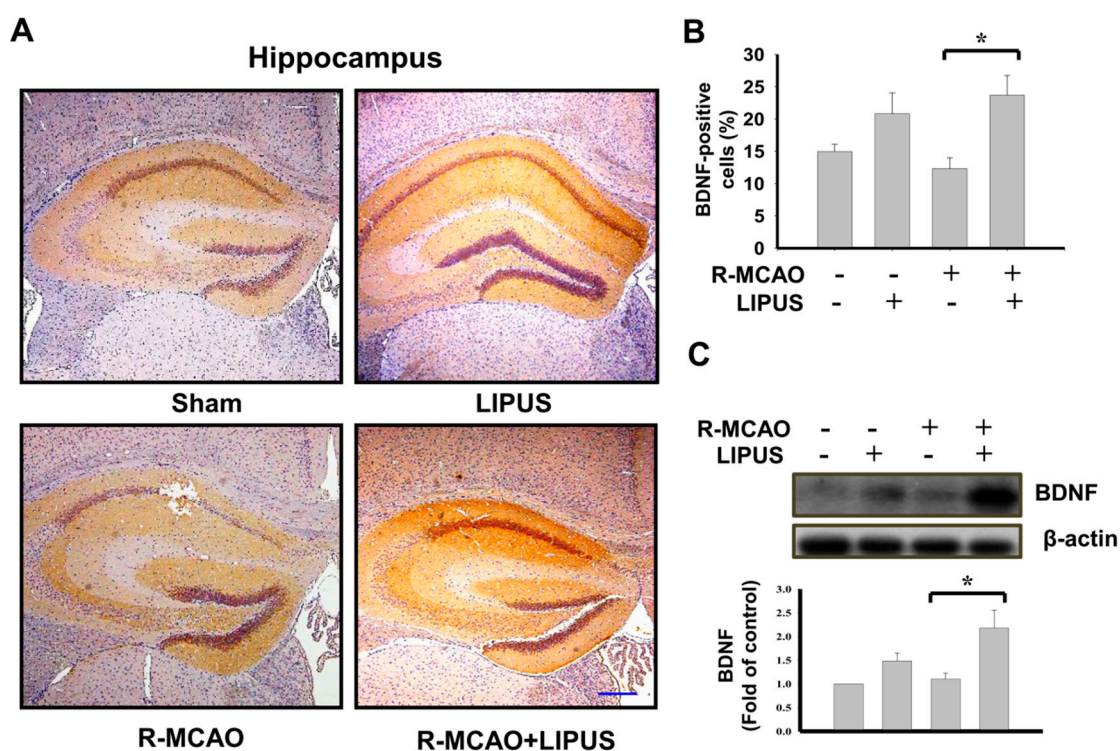 A
Hippocampus
Sham
LIPUS
R-MCAO
R-MCAO+LIPUS
B
BDNF-positive
cells (%)
30
25
20
15
10
5
0
*
R-MCAO - - + +
LIPUS - + - +
C
R-MCAO - - + +
LIPUS - + - +
BDNF
β-actin
BDNF
(Fold of control)
3.0
2.5
2.0
1.5
1.0
0.5
0.0
*